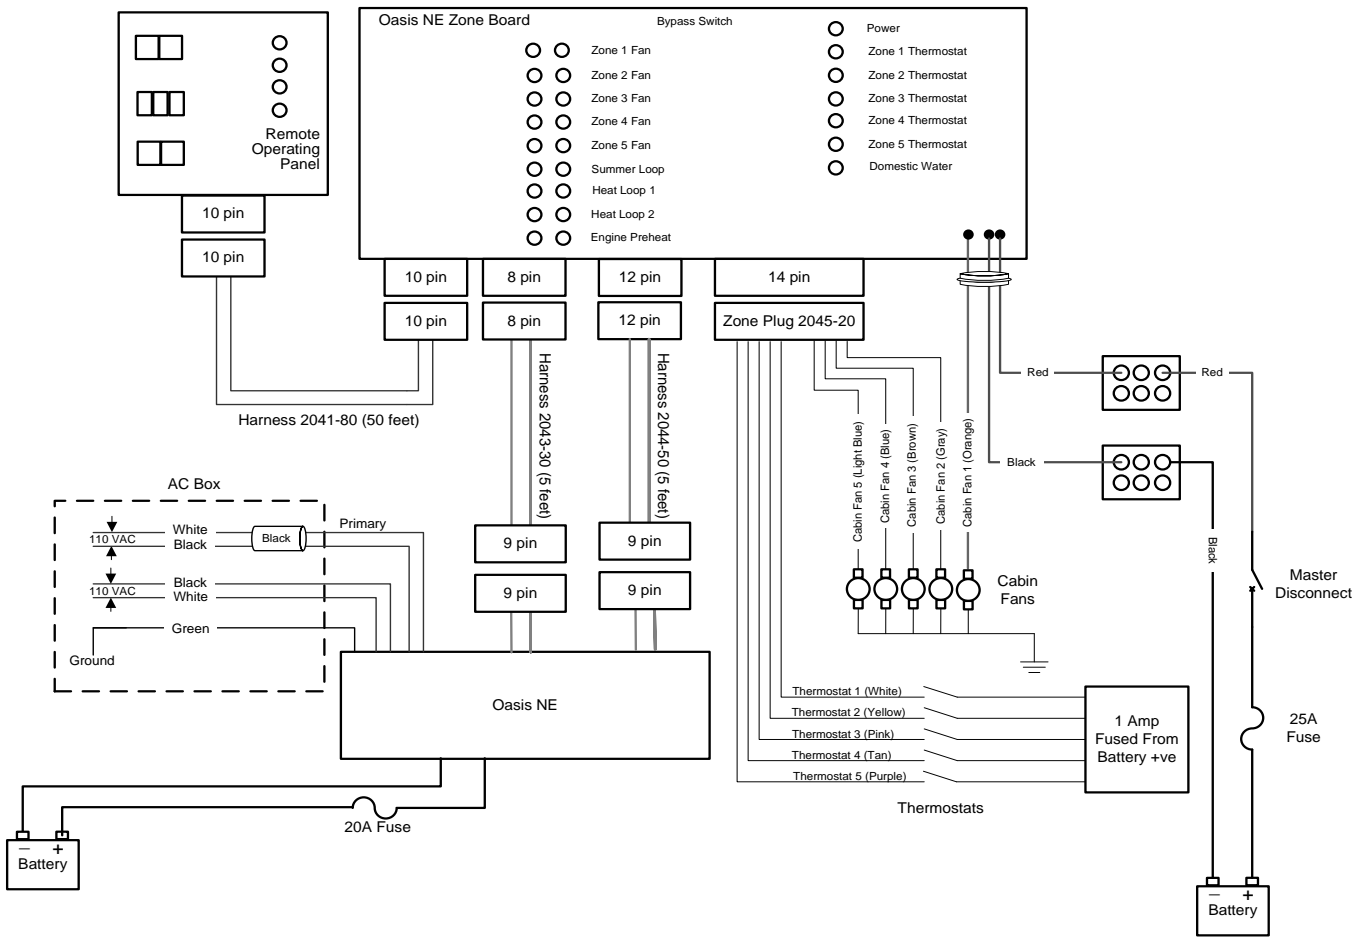 Oasis NE Zone Board
Bypass Switch
Zone 1 Fan
Zone 2 Fan
Zone 3 Fan
Zone 4 Fan
Zone 5 Fan
Summer Loop
Heat Loop 1
Heat Loop 2
Engine Preheat
Power
Zone 1 Thermostat
Zone 2 Thermostat
Zone 3 Thermostat
Zone 4 Thermostat
Zone 5 Thermostat
Domestic Water
Remote
Operating
Panel
10 pin
10 pin
10 pin
8 pin
12 pin
14 pin
10 pin
8 pin
12 pin
Zone Plug 2045-20
Harness 2041-80 (50 feet)
Harness 2043-30 (5 feet)
Harness 2044-50 (5 feet)
Cabin Fan 5 (Light Blue)
Cabin Fan 4 (Blue)
Cabin Fan 3 (Brown)
Cabin Fan 2 (Gray)
Cabin Fan 1 (Orange)
Red
Red
Black
Black
Master
Disconnect
25A
Fuse
Cabin
Fans
AC Box
White
Black
110 VAC
Black
Primary
Black
White
110 VAC
Green
Ground
9 pin
9 pin
9 pin
9 pin
Oasis NE
Thermostat 1 (White)
Thermostat 2 (Yellow)
Thermostat 3 (Pink)
Thermostat 4 (Tan)
Thermostat 5 (Purple)
Thermostats
1 Amp
Fused From
Battery +ve
20A Fuse
– +
Battery
– +
Battery